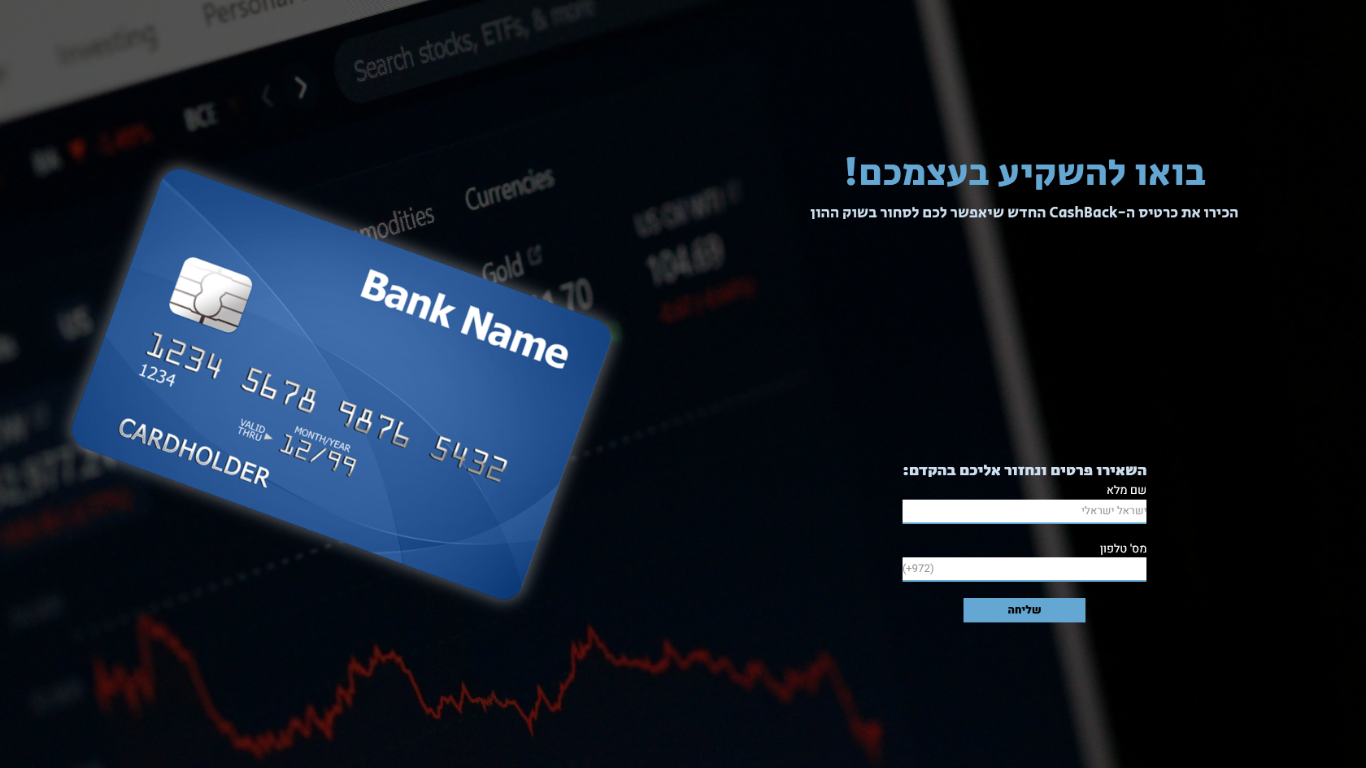 Personal
Investing
Search stocks, ETFs, & more
BCE
Currencies
Gold
104.69
בואו להשקיע בעצמכם!
הכירו את כרטיס ה-CashBack החדש שיאפשר לכם לסחור בשוק ההון
Bank Name
1234 5678 9876 5432
1234
VALID THRU
MONTH/YEAR
12/99
CARDHOLDER
השאירו פרטים ונחזור אליכם בהקדם:
שם מלא
ישראל ישראלי
מס' טלפון
(+972)
שליחה